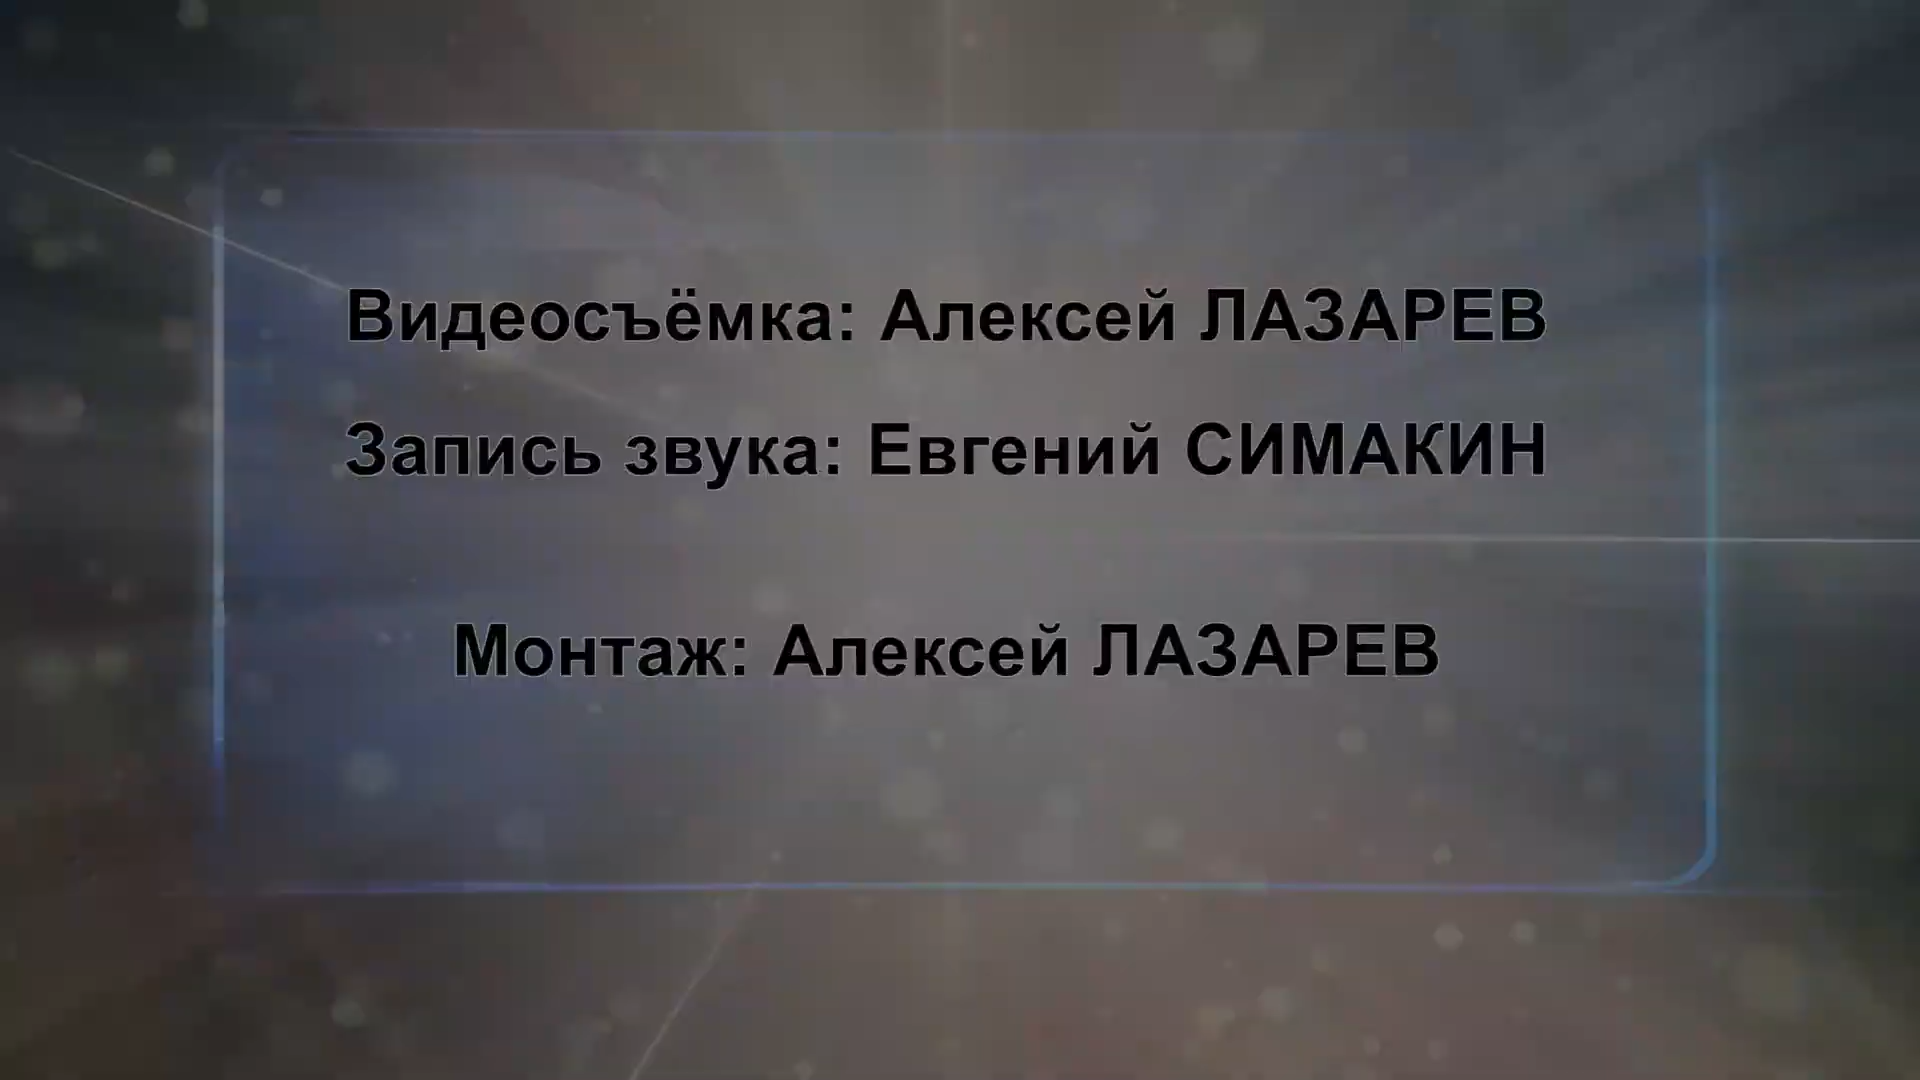 Видеосъёмка: Алексей ЛАЗАРЕВ
Запись звука: Евгений СИМАКИН
Монтаж: Алексей ЛАЗАРЕВ